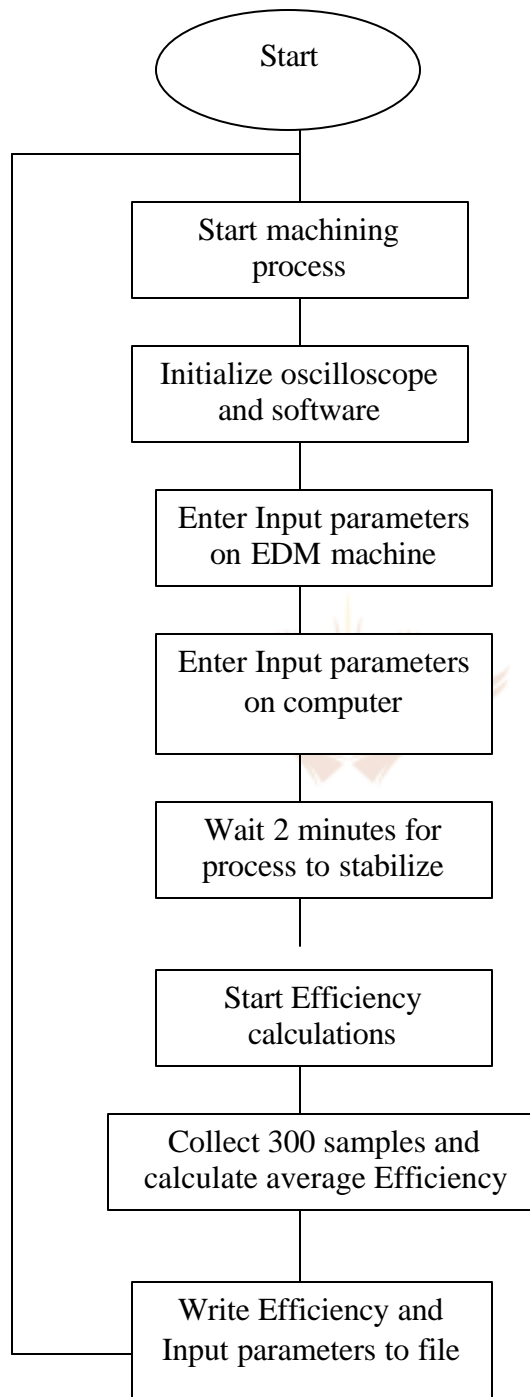 Start
Start machining
process
Initialize oscilloscope
and software
Enter Input parameters
on EDM machine
Enter Input parameters
on computer
Wait 2 minutes for
process to stabilize
Start Efficiency
calculations
Collect 300 samples and
calculate average Efficiency
Write Efficiency and
Input parameters to file